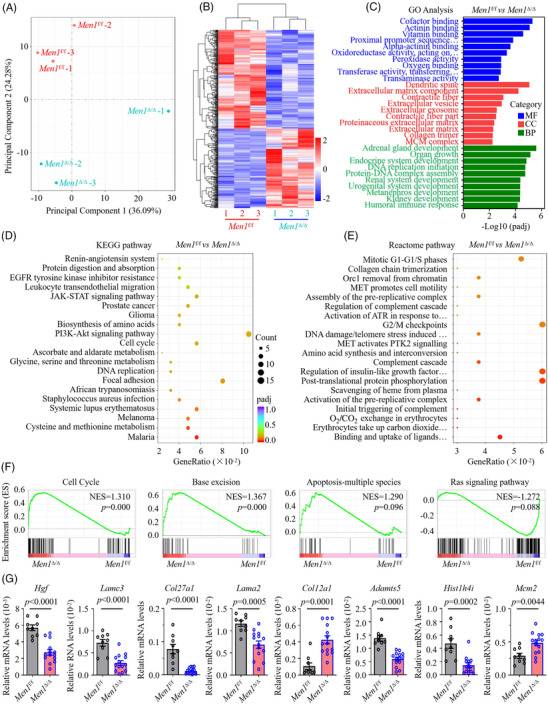 (A)
Principal Component 2 (24.28%)
15
10
0
-10
Men1f/f-2
Men1f/f-3
Men1f/f-1
Men1Δ/Δ-1
Men1Δ/Δ-2
Men1Δ/Δ-3
-10 0 10 20 30
Principal Component 1 (36.09%)
(B)
1 2 3 1 2 3
Men1f/f Men1Δ/Δ
2
1
0
-1
-2
(C)
GO Analysis Men1f/f vs Men1Δ/Δ
Cofactor binding
Actinin binding
Vitamin binding
Proximal promoter sequence...
Alpha-actinin binding
Oxidoreductase activity, acting on...
Peroxidase activity
Oxygen binding
Transferase activity, transferring...
Transaminase activity
Dendritic spine
Extracellular matrix component
Contractile fiber
Extracellular vesicle
Extracellular exosome
Contractile fiber part
Proteinaceous extracellular matrix
Extracellular matrix
Collagen trimer
MCM complex
Adrenal gland development
Organ growth
Endocrine system development
DNA replication initiation
Protein-DNA complex assembly
Renal system development
Urogenital system development
Metanephros development
Kidney development
Humoral immune response
Category
MF
CC
BP
0 2 4 6
-Log10 (padj)
(D)
KEGG pathway Men1f/f vs Men1Δ/Δ
Renin-angiotensin system
Protein digestion and absorption
EGFR tyrosine kinase inhibitor resistance
Leukocyte transendothelial migration
JAK-STAT signaling pathway
Prostate cancer
Glioma
Biosynthesis of amino acids
PI3K-Akt signaling pathway
Cell cycle
Ascorbate and aldarate metabolism
Glycine, serine and threonine metabolism
DNA replication
Focal adhesion
African trypanosomiasis
Staphylococcus aureus infection
Systemic lupus erythematosus
Melanoma
Cysteine and methionine metabolism
Malaria
2 4 6 8 10
GeneRatio (×10-2)
Count
5
10
15
padj
1.0
0.5
0.0
(E)
Reactome pathway Men1f/f vs Men1Δ/Δ
Mitotic G1-G1/S phases
Collagen chain trimerization
Orc1 removal from chromatin
MET promotes cell motility
Assembly of the pre-replicative complex
Regulation of complement cascade
Activation of ATR in response to...
G2/M checkpoints
DNA damage/telomere stress induced ...
MET activates PTK2 signalling
Amino acid synthesis and interconversion
Complement cascade
Regulation of insulin-like growth factor...
Post-translational protein phosphorylation
Scavenging of heme from plasma
Activation of the pre-replicative complex
Initial triggering of complement
O2/CO2 exchange in erythrocytes
Erythrocytes take up carbon dioxide...
Binding and uptake of ligands...
3 4 5 6
GeneRatio (×10-2)
(F)
Enrichment score (ES)
Cell Cycle
NES=1.310
p=0.000
Men1Δ/Δ Men1f/f
Base excision
NES=1.367
p=0.000
Men1Δ/Δ Men1f/f
Apoptosis-multiple species
NES=1.290
p=0.096
Men1Δ/Δ Men1f/f
Ras signaling pathway
NES=-1.272
p=0.088
Men1Δ/Δ Men1f/f
(G)
Hgf
p<0.0001
Lamc3
p<0.0001
Col27a1
p<0.0001
Lama2
p=0.0005
Col12a1
p<0.0001
Adamts5
p<0.0001
Hist1h4i
p=0.0002
Mcm2
p=0.0044
Relative mRNA levels
Men1f/f Men1Δ/Δ